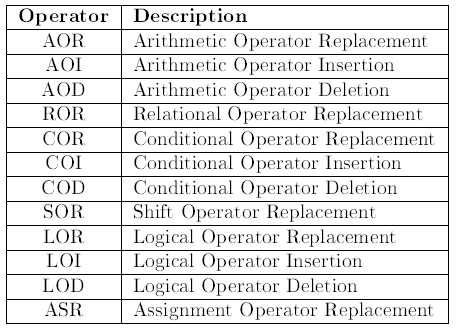 Operator Description
AOR Arithmetic Operator Replacement
AOI Arithmetic Operator Insertion
AOD Arithmetic Operator Deletion
ROR Relational Operator Replacement
COR Conditional Operator Replacement
COI Conditional Operator Insertion
COD Conditional Operator Deletion
SOR Shift Operator Replacement
LOR Logical Operator Replacement
LOI Logical Operator Insertion
LOD Logical Operator Deletion
ASR Assignment Operator Replacement